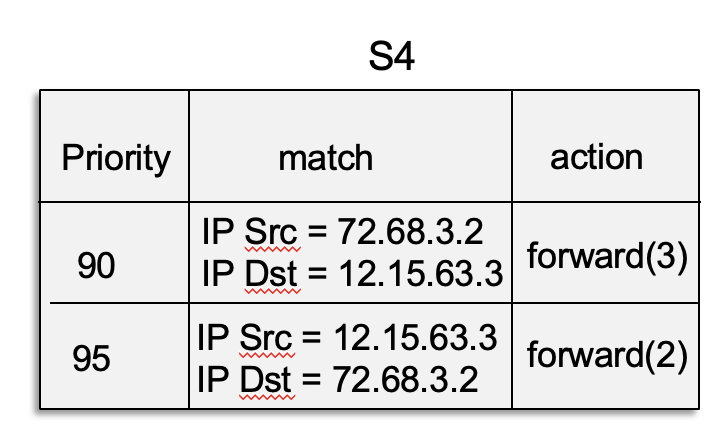 S4
Priority match action
90 IP Src = 72.68.3.2 forward(3)
IP Dst = 12.15.63.3
95 IP Src = 12.15.63.3 forward(2)
IP Dst = 72.68.3.2